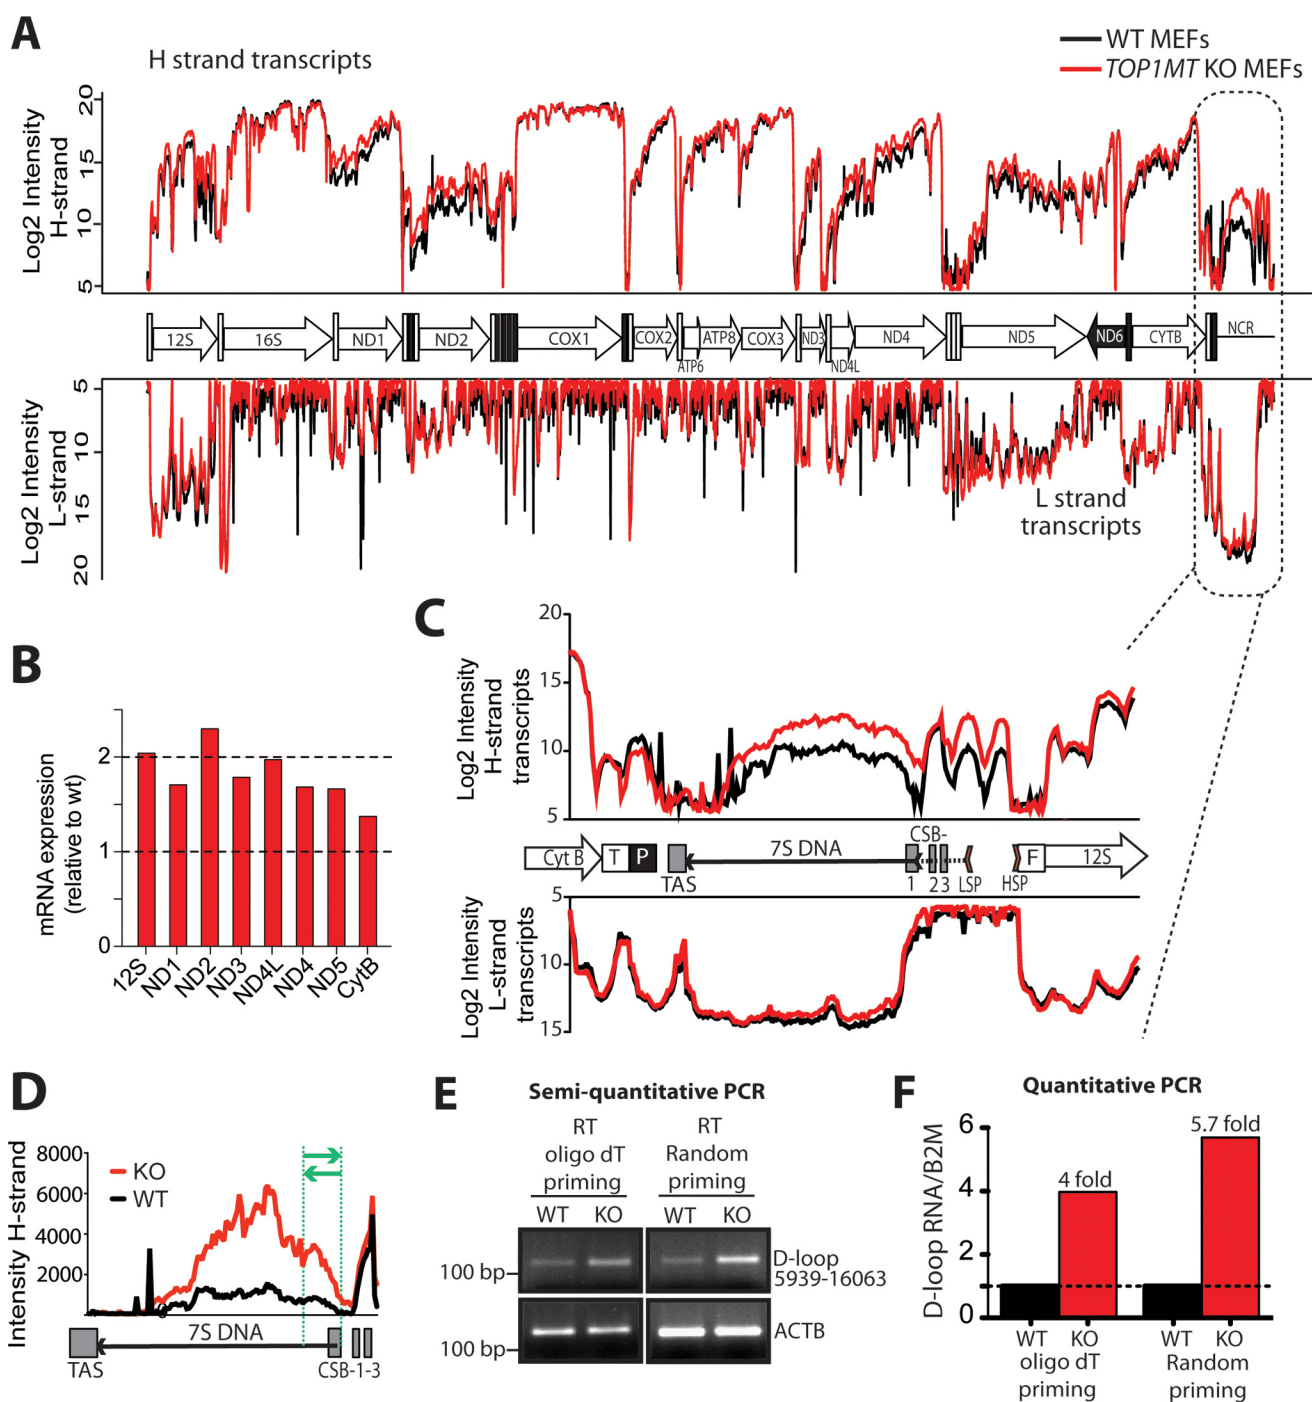 A
H strand transcripts
WT MEFs
TOP1MT KO MEFs
Log2 Intensity
H-strand
20
15
10
5
12S
16S
ND1
ND2
COX1
COX2
ATP6
ATP8
COX3
ND3
ND4L
ND4
ND5
ND6
CYTB
NCR
Log2 Intensity
L-strand
5
10
15
20
L strand
transcripts
B
mRNA expression
(relative to wt)
2
1
0
12S
ND1
ND2
ND3
ND4L
ND4
ND5
CytB
C
Log2 Intensity
H-strand
transcripts
20
15
10
5
Cyt B
T
P
TAS
7S DNA
CSB-
1
2
3
LSP
HSP
F
12S
Log2 Intensity
L-strand
transcripts
5
10
15
D
Intensity H-strand
8000
6000
4000
2000
0
KO
WT
7S DNA
TAS
CSB-1-3
E
Semi-quantitative PCR
RT
oligo dT
priming
RT
Random
priming
WT
KO
WT
KO
100 bp
D-loop
5939-16063
100 bp
ACTB
F
Quantitative PCR
D-loop RNA/B2M
6
4
2
0
4 fold
5.7 fold
WT
KO
WT
KO
oligo dT
priming
Random
priming